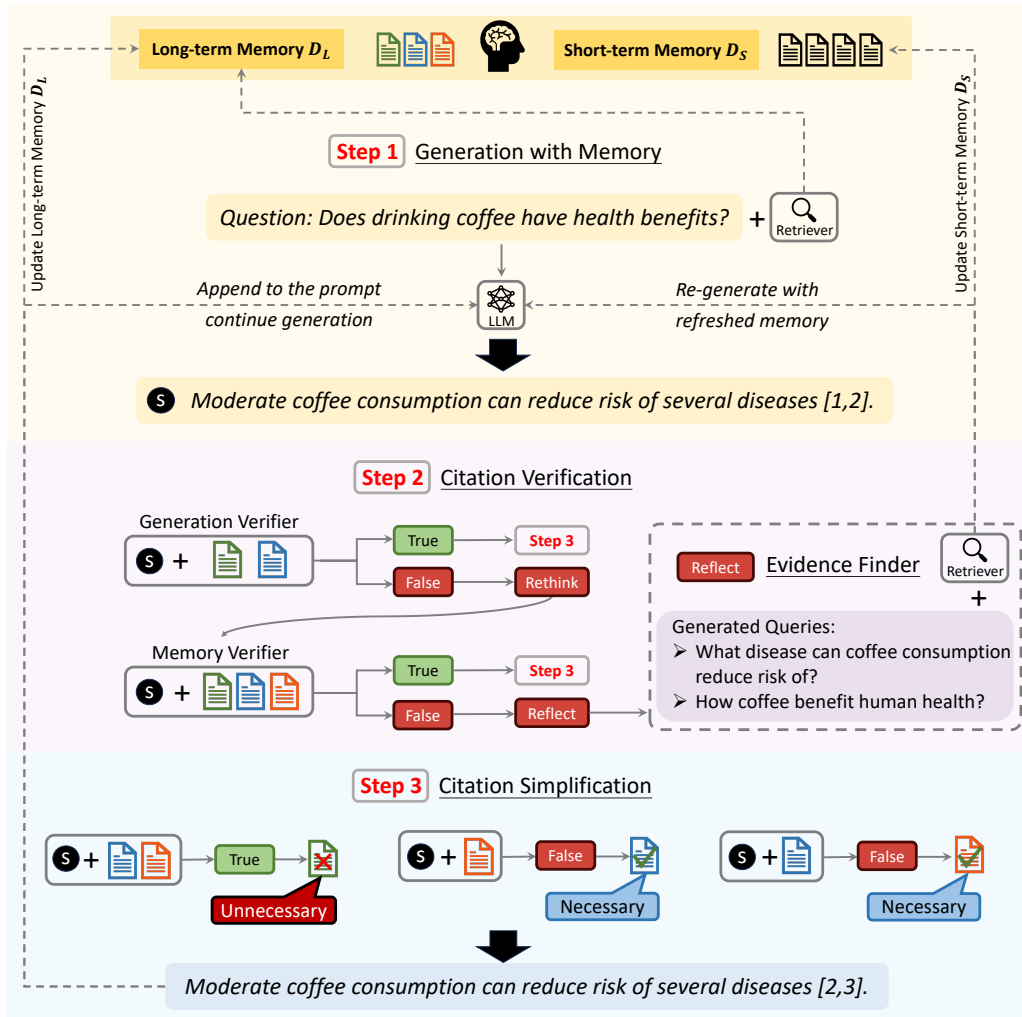 Long-term Memory D_L
Short-term Memory D_S
Update Long-term Memory D_L
Update Short-term Memory D_S
Step 1 Generation with Memory
Question: Does drinking coffee have health benefits?
+
Retriever
Append to the prompt
continue generation
LLM
Re-generate with
refreshed memory
S Moderate coffee consumption can reduce risk of several diseases [1,2].
Step 2 Citation Verification
Generation Verifier
S +
True
Step 3
False
Rethink
Memory Verifier
S +
True
Step 3
False
Reflect
Reflect Evidence Finder
Retriever
+
Generated Queries:
➢ What disease can coffee consumption
reduce risk of?
➢ How coffee benefit human health?
Step 3 Citation Simplification
S +
True
Unnecessary
S +
False
Necessary
S +
False
Necessary
Moderate coffee consumption can reduce risk of several diseases [2,3].